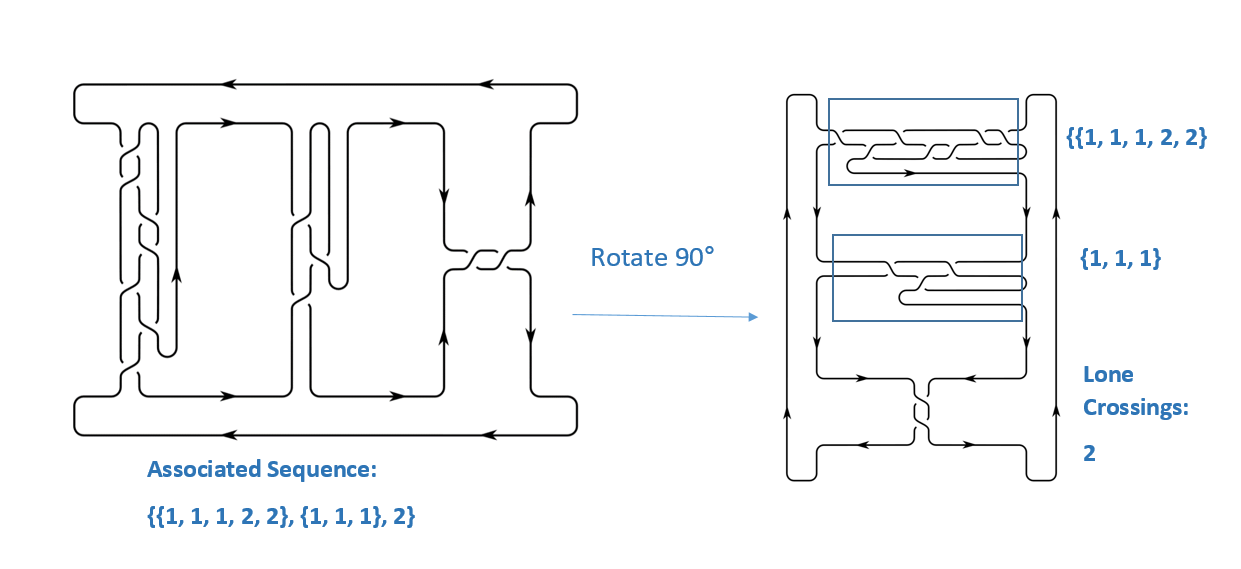 {{1, 1, 1, 2, 2}
Rotate 90°
{1, 1, 1}
Lone
Crossings:
2
Associated Sequence:
{{1, 1, 1, 2, 2}, {1, 1, 1}, 2}